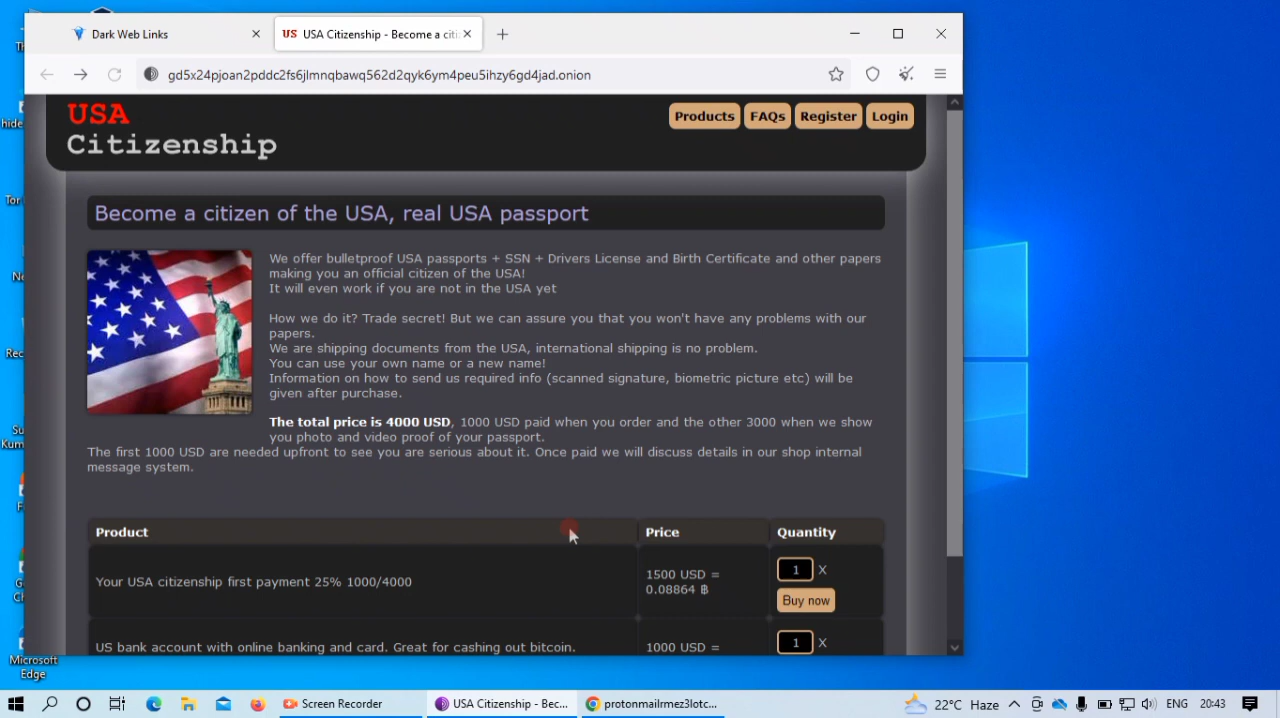 Dark Web Links
US USA Citizenship - Become a citi
gd5x24pjoan2pddc2fs6jlmnqbawq562d2qyk6ym4peu5ihzy6gd4jad.onion
USA
Citizenship
Products FAQs Register Login
Become a citizen of the USA, real USA passport
We offer bulletproof USA passports + SSN + Drivers License and Birth Certificate and other papers
making you an official citizen of the USA!
It will even work if you are not in the USA yet
How we do it? Trade secret! But we can assure you that you won't have any problems with our
papers.
We are shipping documents from the USA, international shipping is no problem.
You can use your own name or a new name!
Information on how to send us required info (scanned signature, biometric picture etc) will be
given after purchase.
The total price is 4000 USD, 1000 USD paid when you order and the other 3000 when we show
you photo and video proof of your passport.
The first 1000 USD are needed upfront to see you are serious about it. Once paid we will discuss details in our shop internal
message system.
Product Price Quantity
Your USA citizenship first payment 25% 1000/4000
1500 USD =
0.08864 ฿
1 X
Buy now
US bank account with online banking and card. Great for cashing out bitcoin.
1000 USD =
1 X
hide
Tor
Ne
Rec
Su
Kum
Microsoft
Edge
Screen Recorder
USA Citizenship - Bec...
protonmailrmez3lotc...
22°C Haze
ENG
20:43